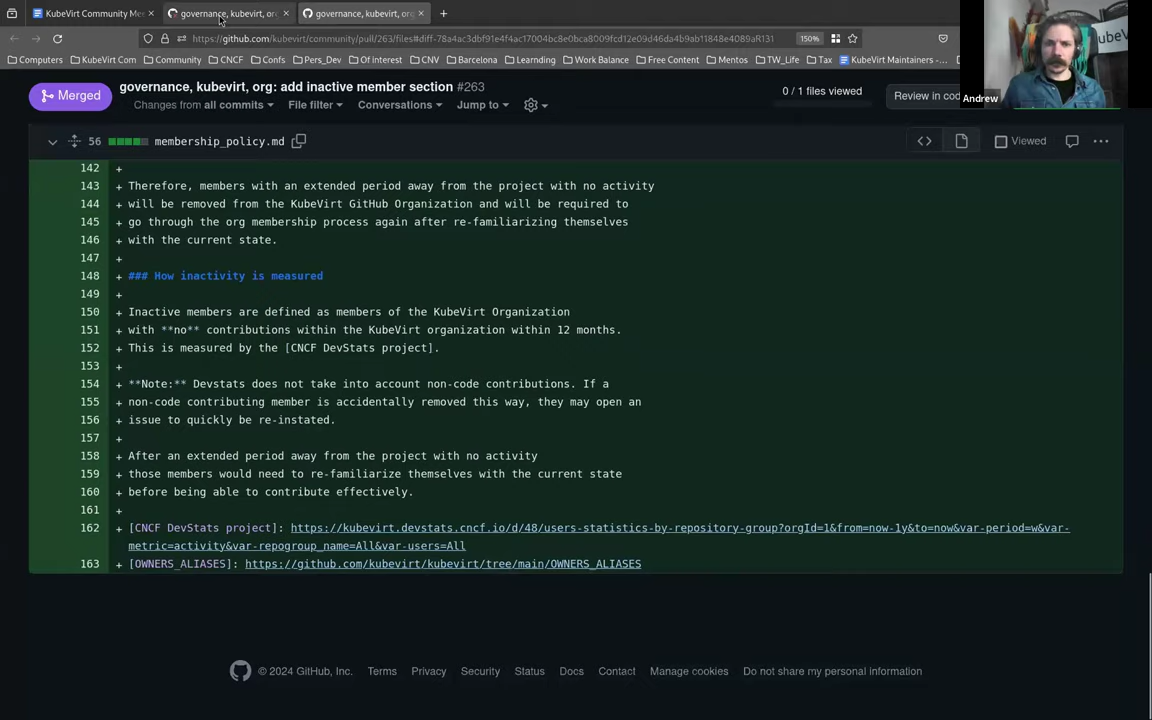 KubeVirt Community Me
governance, kubevirt, or
governance, kubevirt, org
https://github.com/kubevirt/community/pull/263/files#diff-78a4ac3dbf91e4f4ac17004bc8e0bca8009fcd12e09d46da4b9ab11848e4089aR131
150%
Computers
KubeVirt Com
Community
CNCF
Confs
Pers_Dev
Of interest
CNV
Barcelona
Learnding
Work Balance
Free Content
Mentos
TW_Life
Tax
KubeVirt Maintainers -...
Andrew
Merged
governance, kubevirt, org: add inactive member section #263
Changes from all commits
File filter
Conversations
Jump to
0 / 1 files viewed
Review in cod
56 membership_policy.md
Viewed
142 +
143 + Therefore, members with an extended period away from the project with no activity
144 + will be removed from the KubeVirt GitHub Organization and will be required to
145 + go through the org membership process again after re-familiarizing themselves
146 + with the current state.
147 +
148 + ### How inactivity is measured
149 +
150 + Inactive members are defined as members of the KubeVirt Organization
151 + with **no** contributions within the KubeVirt organization within 12 months.
152 + This is measured by the [CNCF DevStats project].
153 +
154 + **Note:** Devstats does not take into account non-code contributions. If a
155 + non-code contributing member is accidentally removed this way, they may open an
156 + issue to quickly be re-instated.
157 +
158 + After an extended period away from the project with no activity
159 + those members would need to re-familiarize themselves with the current state
160 + before being able to contribute effectively.
161 +
162 + [CNCF DevStats project]: https://kubevirt.devstats.cncf.io/d/48/users-statistics-by-repository-group?orgId=1&from=now-1y&to=now&var-period=w&var-
metric=activity&var-repogroup_name=All&var-users=All
163 + [OWNERS_ALIASES]: https://github.com/kubevirt/kubevirt/tree/main/OWNERS_ALIASES
© 2024 GitHub, Inc.
Terms
Privacy
Security
Status
Docs
Contact
Manage cookies
Do not share my personal information